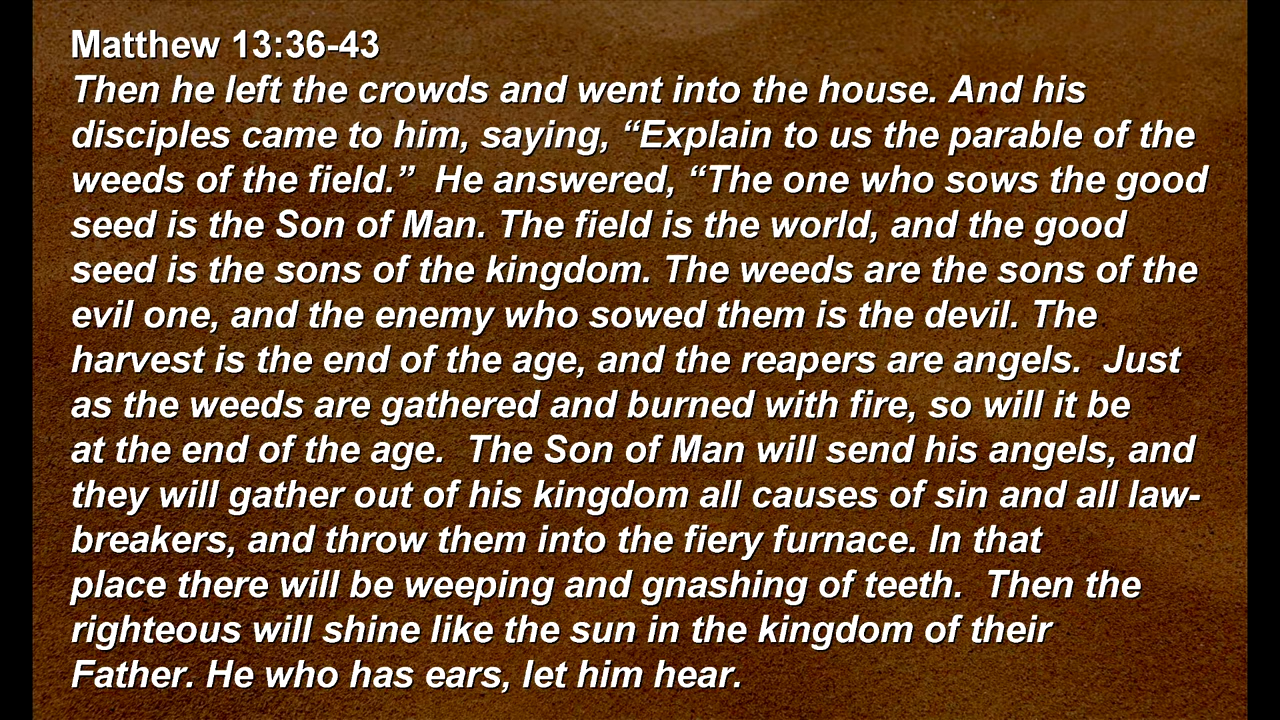 Matthew 13:36-43
Then he left the crowds and went into the house. And his
disciples came to him, saying, “Explain to us the parable of the
weeds of the field.”  He answered, “The one who sows the good
seed is the Son of Man. The field is the world, and the good
seed is the sons of the kingdom. The weeds are the sons of the
evil one, and the enemy who sowed them is the devil. The
harvest is the end of the age, and the reapers are angels.  Just
as the weeds are gathered and burned with fire, so will it be
at the end of the age.  The Son of Man will send his angels, and
they will gather out of his kingdom all causes of sin and all law-
breakers, and throw them into the fiery furnace. In that
place there will be weeping and gnashing of teeth.  Then the
righteous will shine like the sun in the kingdom of their
Father. He who has ears, let him hear.